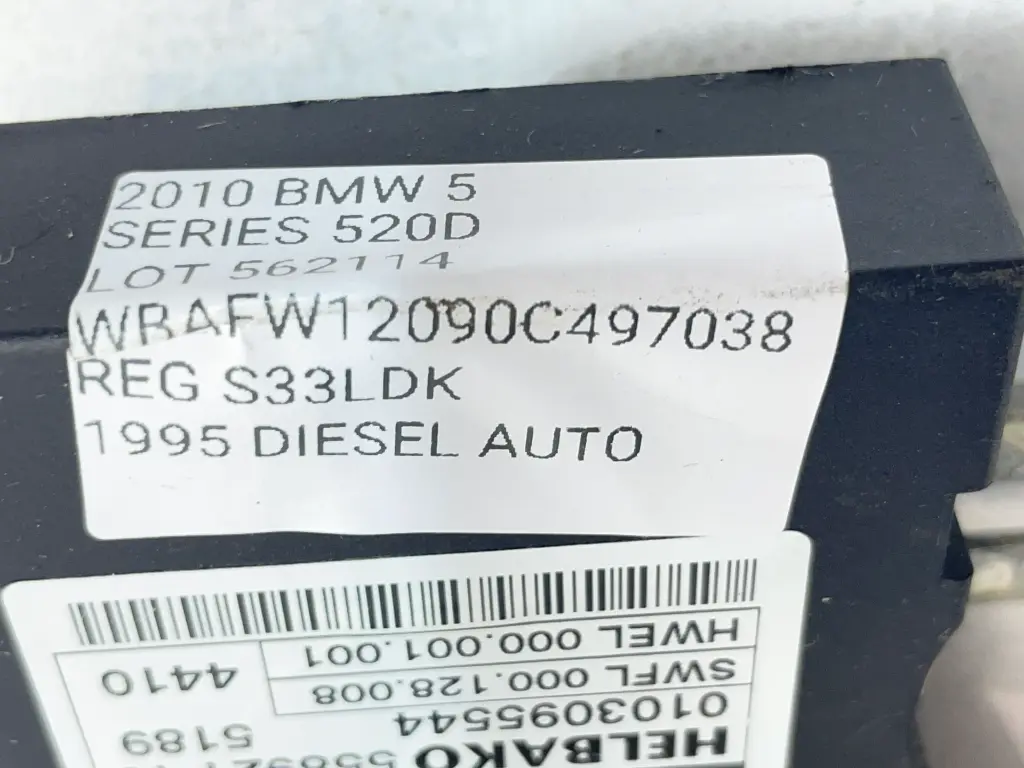 2010 BMW 5
SERIES 520D
LOT 562114
WBAFW12090C497038
REG S33LDK
1995 DIESEL AUTO
HELBAKO
0103095544 5189
SWFL 000.128.008
HWEL 000.001.001
4410